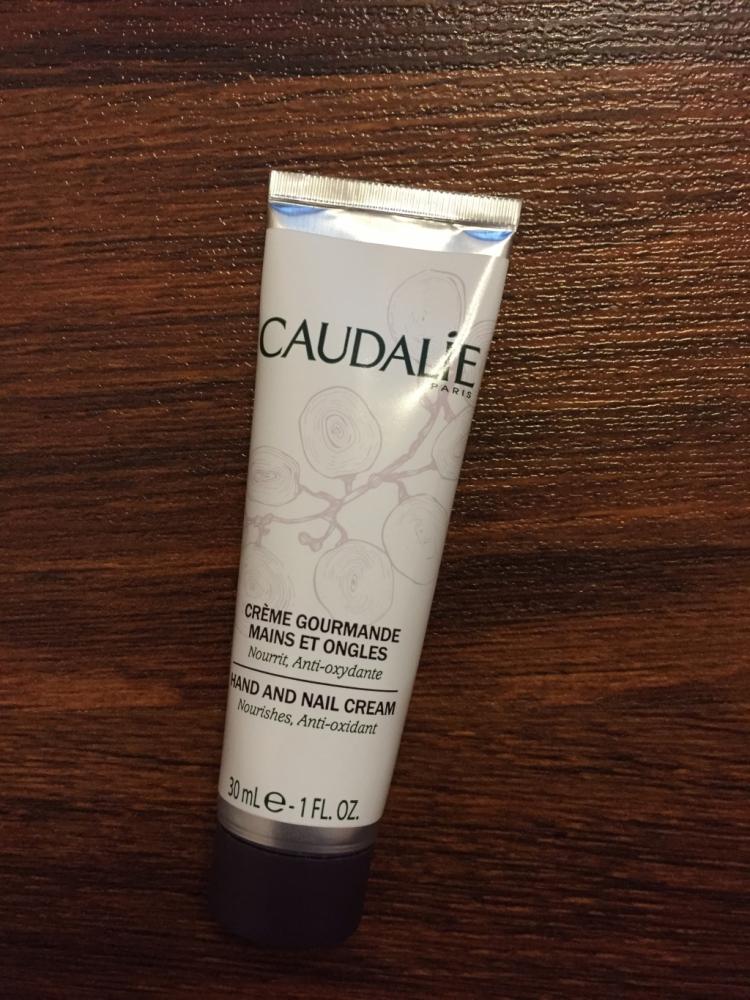 CAUDALÍE
PARIS
CRÈME GOURMANDE
MAINS ET ONGLES
Nourrit, Anti-oxydante
HAND AND NAIL CREAM
Nourishes, Anti-oxidant
30 mL ℮ - 1 FL. OZ.